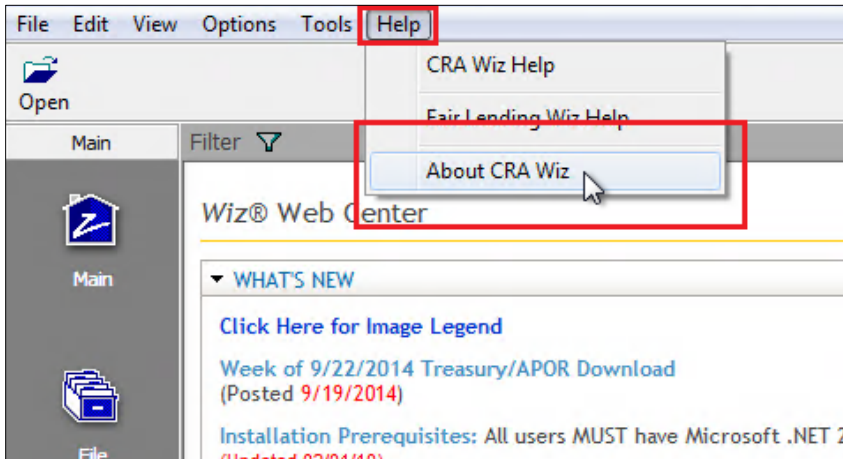 File Edit View Options Tools Help
Open
CRA Wiz Help
Fair Lending Wiz Help
About CRA Wiz
Main
Filter
Wiz® Web Center
Main
WHAT'S NEW
Click Here for Image Legend
Week of 9/22/2014 Treasury/APOR Download
(Posted 9/19/2014)
Installation Prerequisites: All users MUST have Microsoft .NET 2
File